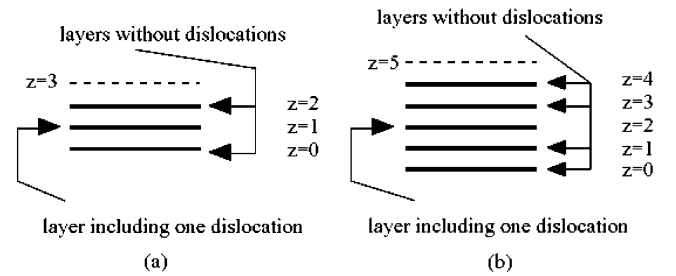 layers without dislocations
z=3
z=2
z=1
z=0
layer including one dislocation
(a)
layers without dislocations
z=5
z=4
z=3
z=2
z=1
z=0
layer including one dislocation
(b)